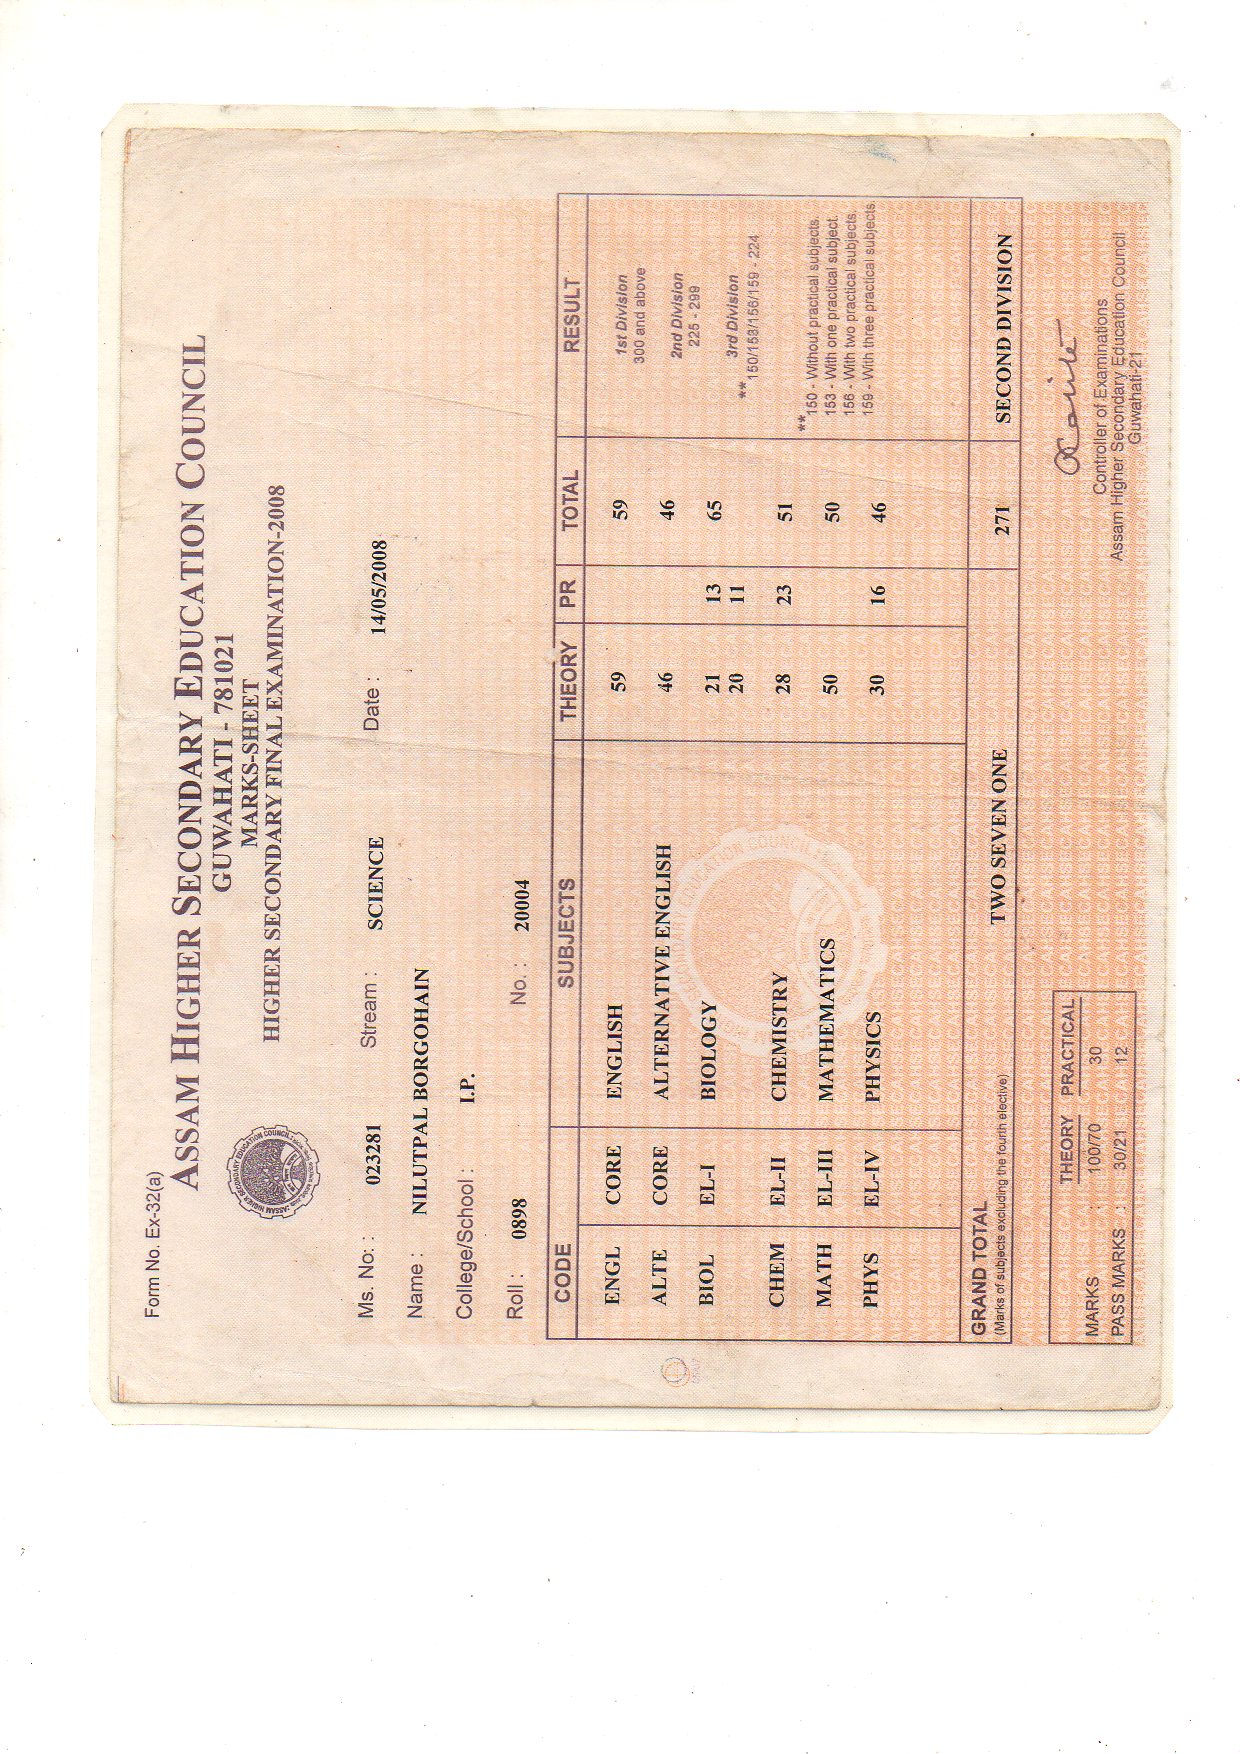 Form No. Ex-32(a)
ASSAM HIGHER SECONDARY EDUCATION COUNCIL
GUWAHATI - 781021
MARKS-SHEET
HIGHER SECONDARY FINAL EXAMINATION-2008
Ms. No: : 023281 Stream : SCIENCE Date : 14/05/2008
Name : NILUTPAL BORGOHAIN
College/School : I.P.
Roll : 0898 No. : 20004
CODE SUBJECTS THEORY PR TOTAL RESULT
ENGL CORE ENGLISH 59 59
ALTE CORE ALTERNATIVE ENGLISH 46 46
BIOL EL-I BIOLOGY 21 13 65
20 11
CHEM EL-II CHEMISTRY 28 23 51
MATH EL-III MATHEMATICS 50 50
PHYS EL-IV PHYSICS 30 16 46
1st Division
300 and above
2nd Division
225 - 299
3rd Division
** 150/153/156/159 - 224
** 150 - Without practical subjects.
153 - With one practical subject.
156 - With two practical subjects.
159 - With three practical subjects.
GRAND TOTAL TWO SEVEN ONE 271 SECOND DIVISION
(Marks of subjects excluding the fourth elective)
THEORY PRACTICAL
MARKS : 100/70 30
PASS MARKS : 30/21 12
Controller of Examinations
Assam Higher Secondary Education Council
Guwahati-21